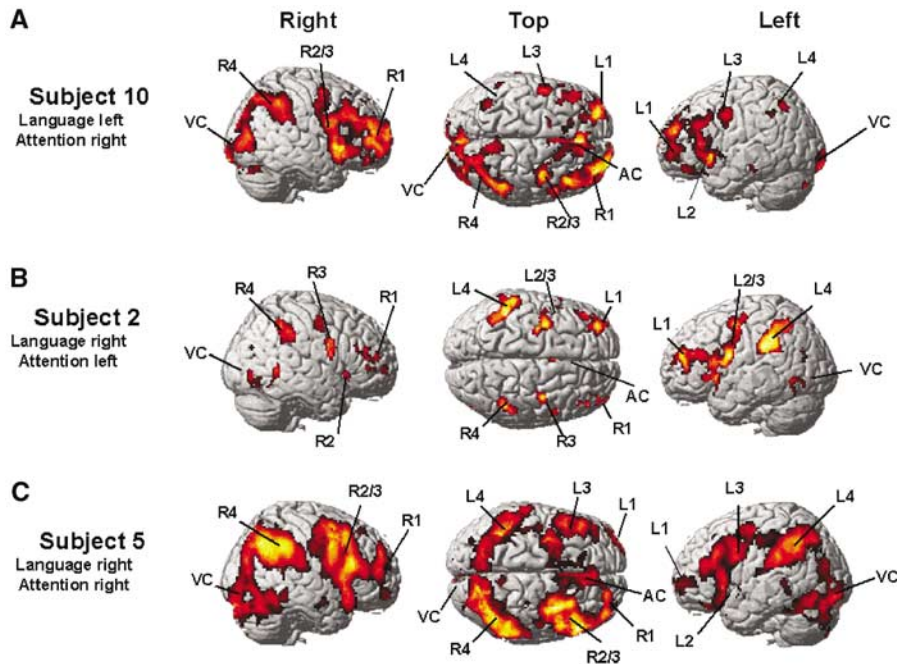 A
Right
Top
Left
Subject 10
Language left
Attention right
R4
R2/3
R1
VC
L4
L3
L1
VC
R4
R2/3
R1
AC
L1
L3
L4
VC
L2
B
Subject 2
Language right
Attention left
R4
R3
R1
VC
R2
L4
L2/3
L1
R4
R3
R1
AC
L1
L2/3
L4
VC
C
Subject 5
Language right
Attention right
R4
R2/3
R1
VC
L4
L3
L1
VC
R4
R2/3
R1
AC
L1
L3
L4
VC
L2